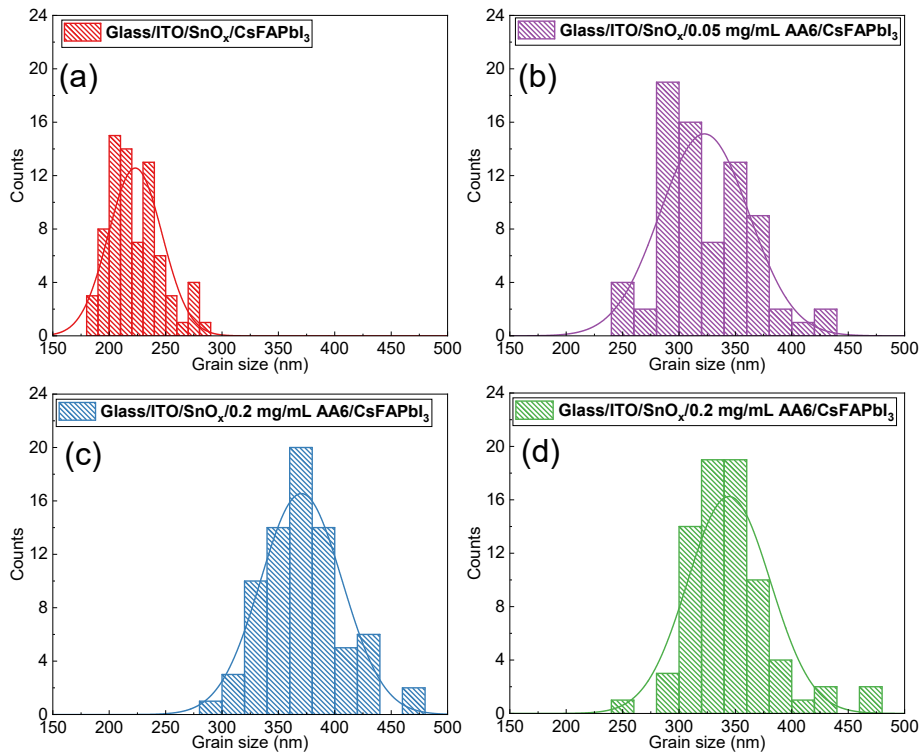 Glass/ITO/SnOₓ/CsFAPbI₃
(a)
Counts
24
20
16
12
8
4
0
150 200 250 300 350 400 450 500
Grain size (nm)
Glass/ITO/SnOₓ/0.05 mg/mL AA6/CsFAPbI₃
(b)
Counts
24
20
16
12
8
4
0
150 200 250 300 350 400 450 500
Grain size (nm)
Glass/ITO/SnOₓ/0.2 mg/mL AA6/CsFAPbI₃
(c)
Counts
24
20
16
12
8
4
0
150 200 250 300 350 400 450 500
Grain size (nm)
Glass/ITO/SnOₓ/0.2 mg/mL AA6/CsFAPbI₃
(d)
Counts
24
20
16
12
8
4
0
150 200 250 300 350 400 450 500
Grain size (nm)